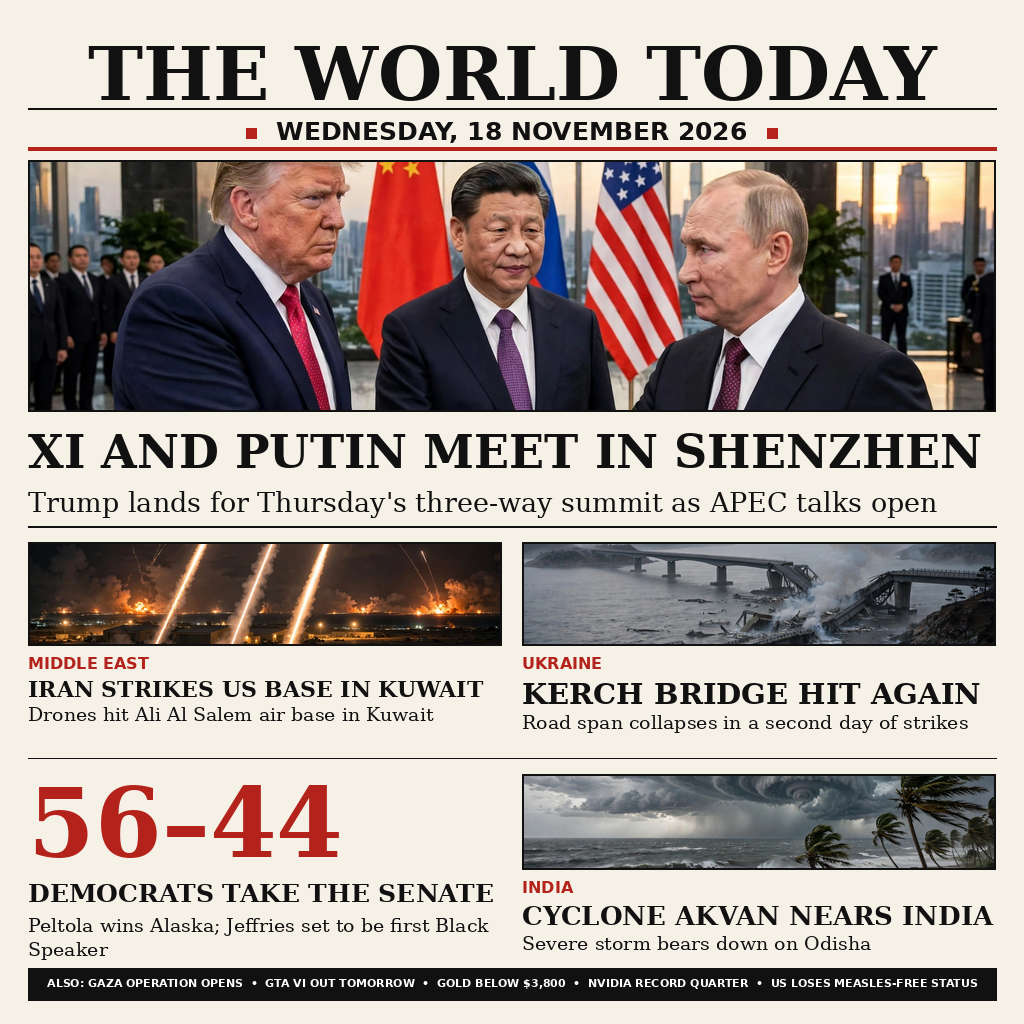 THE WORLD TODAY
WEDNESDAY, 18 NOVEMBER 2026
XI AND PUTIN MEET IN SHENZHEN
Trump lands for Thursday's three-way summit as APEC talks open
MIDDLE EAST
IRAN STRIKES US BASE IN KUWAIT
Drones hit Ali Al Salem air base in Kuwait
UKRAINE
KERCH BRIDGE HIT AGAIN
Road span collapses in a second day of strikes
56–44
DEMOCRATS TAKE THE SENATE
Peltola wins Alaska; Jeffries set to be first Black
Speaker
INDIA
CYCLONE AKVAN NEARS INDIA
Severe storm bears down on Odisha
ALSO: GAZA OPERATION OPENS • GTA VI OUT TOMORROW • GOLD BELOW $3,800 • NVIDIA RECORD QUARTER • US LOSES MEASLES-FREE STATUS